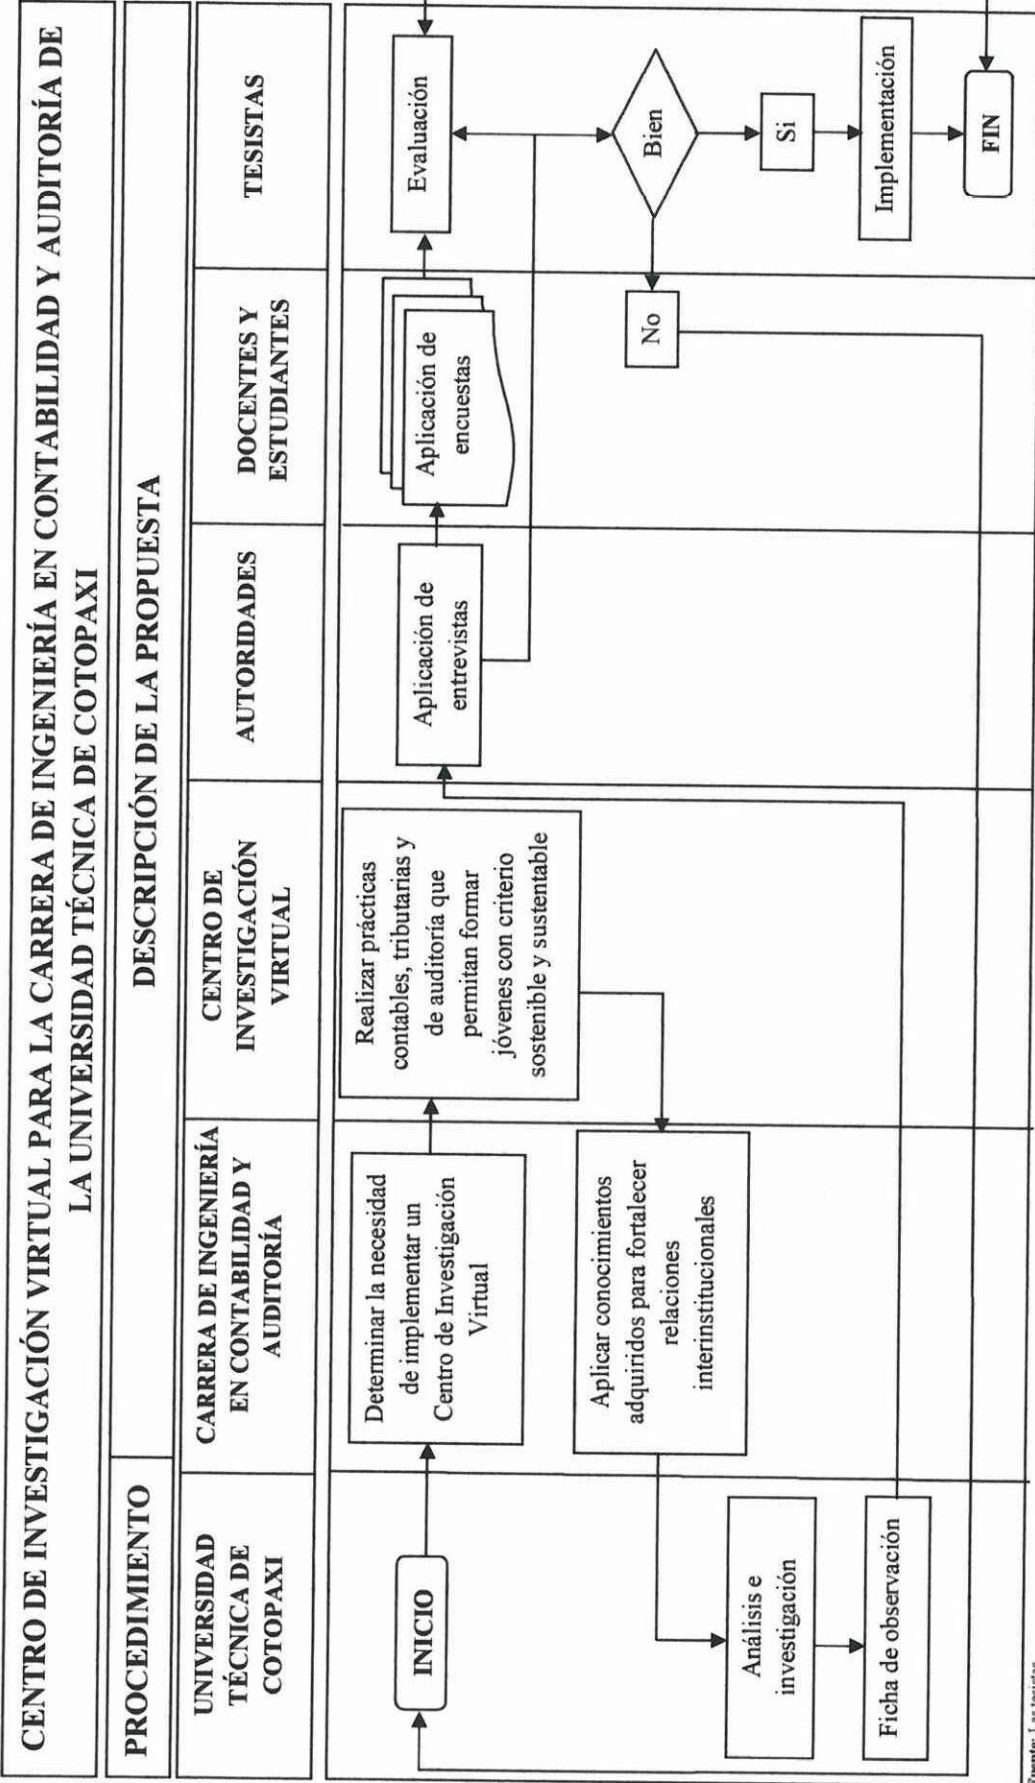 CENTRO DE INVESTIGACIÓN VIRTUAL PARA LA CARRERA DE INGENIERÍA EN CONTABILIDAD Y AUDITORÍA DE
LA UNIVERSIDAD TÉCNICA DE COTOPAXI
PROCEDIMIENTO
DESCRIPCIÓN DE LA PROPUESTA
UNIVERSIDAD
TÉCNICA DE
COTOPAXI
CARRERA DE INGENIERÍA
EN CONTABILIDAD Y
AUDITORÍA
CENTRO DE
INVESTIGACIÓN
VIRTUAL
AUTORIDADES
DOCENTES Y
ESTUDIANTES
TESISTAS
INICIO
Determinar la necesidad
de implementar un
Centro de Investigación
Virtual
Realizar prácticas
contables, tributarias y
de auditoría que
permitan formar
jóvenes con criterio
sostenible y sustentable
Aplicación de
entrevistas
Aplicación de
encuestas
Evaluación
Aplicar conocimientos
adquiridos para fortalecer
relaciones
interinstitucionales
Bien
No
Si
Análisis e
investigación
Implementación
Ficha de observación
FIN